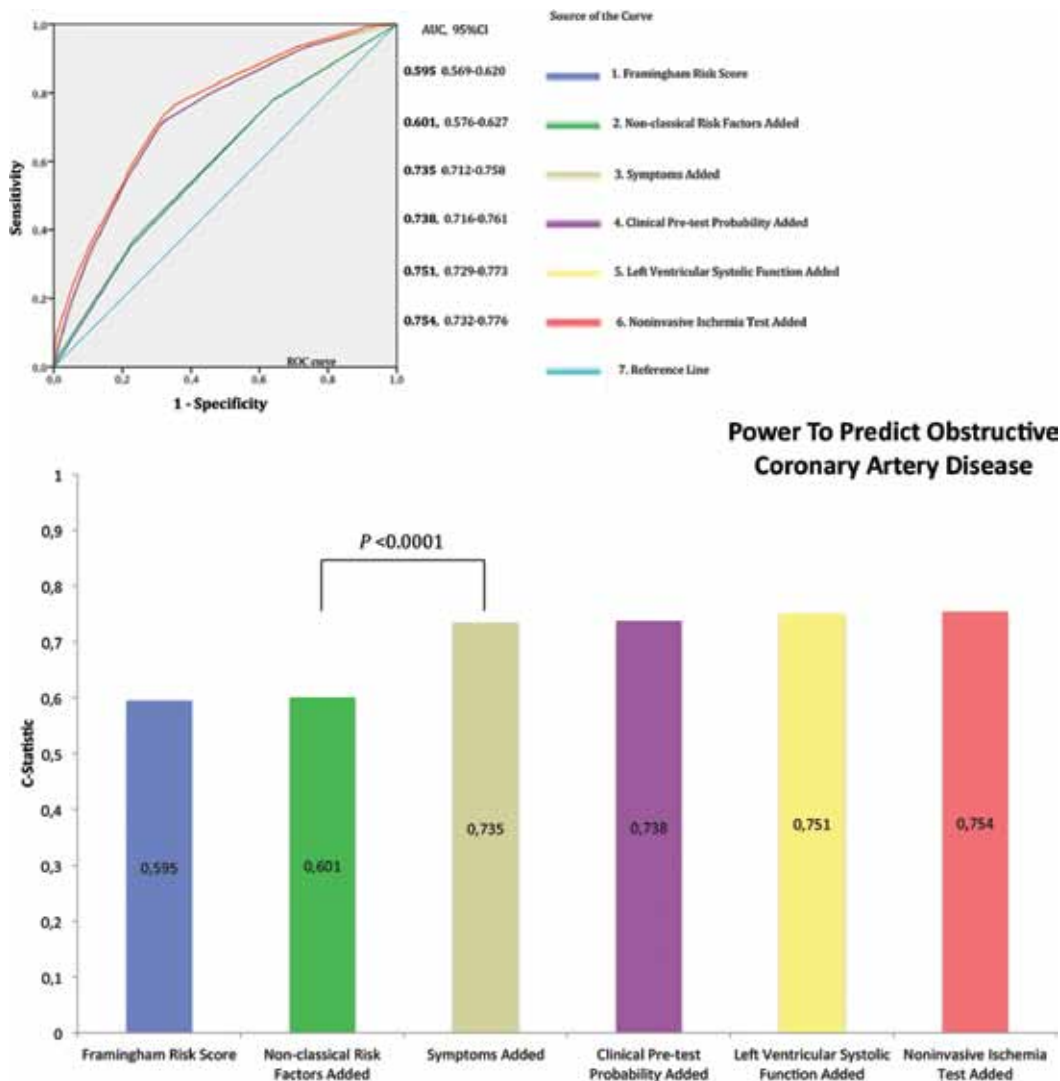 Source of the Curve
AUC, 95%CI
0.595 0.569-0.620
1. Framingham Risk Score
0.601, 0.576-0.627
2. Non-classical Risk Factors Added
0.735 0.712-0.758
3. Symptoms Added
0.738, 0.716-0.761
4. Clinical Pre-test Probability Added
0.751, 0.729-0.773
5. Left Ventricular Systolic Function Added
0.754, 0.732-0.776
6. Noninvasive Ischemia Test Added
7. Reference Line
1.0
0.8
0.6
0.4
0.2
0.0
Sensitivity
ROC curve
0.0 0.2 0.4 0.6 0.8 1.0
1 - Specificity
Power To Predict Obstructive
Coronary Artery Disease
1
0,9
0,8
0,7
0,6
0,5
0,4
0,3
0,2
0,1
0
C-Statistic
P <0.0001
0,595
0,601
0,735
0,738
0,751
0,754
Framingham Risk Score
Non-classical Risk
Factors Added
Symptoms Added
Clinical Pre-test
Probability Added
Left Ventricular Systolic
Function Added
Noninvasive Ischemia
Test Added